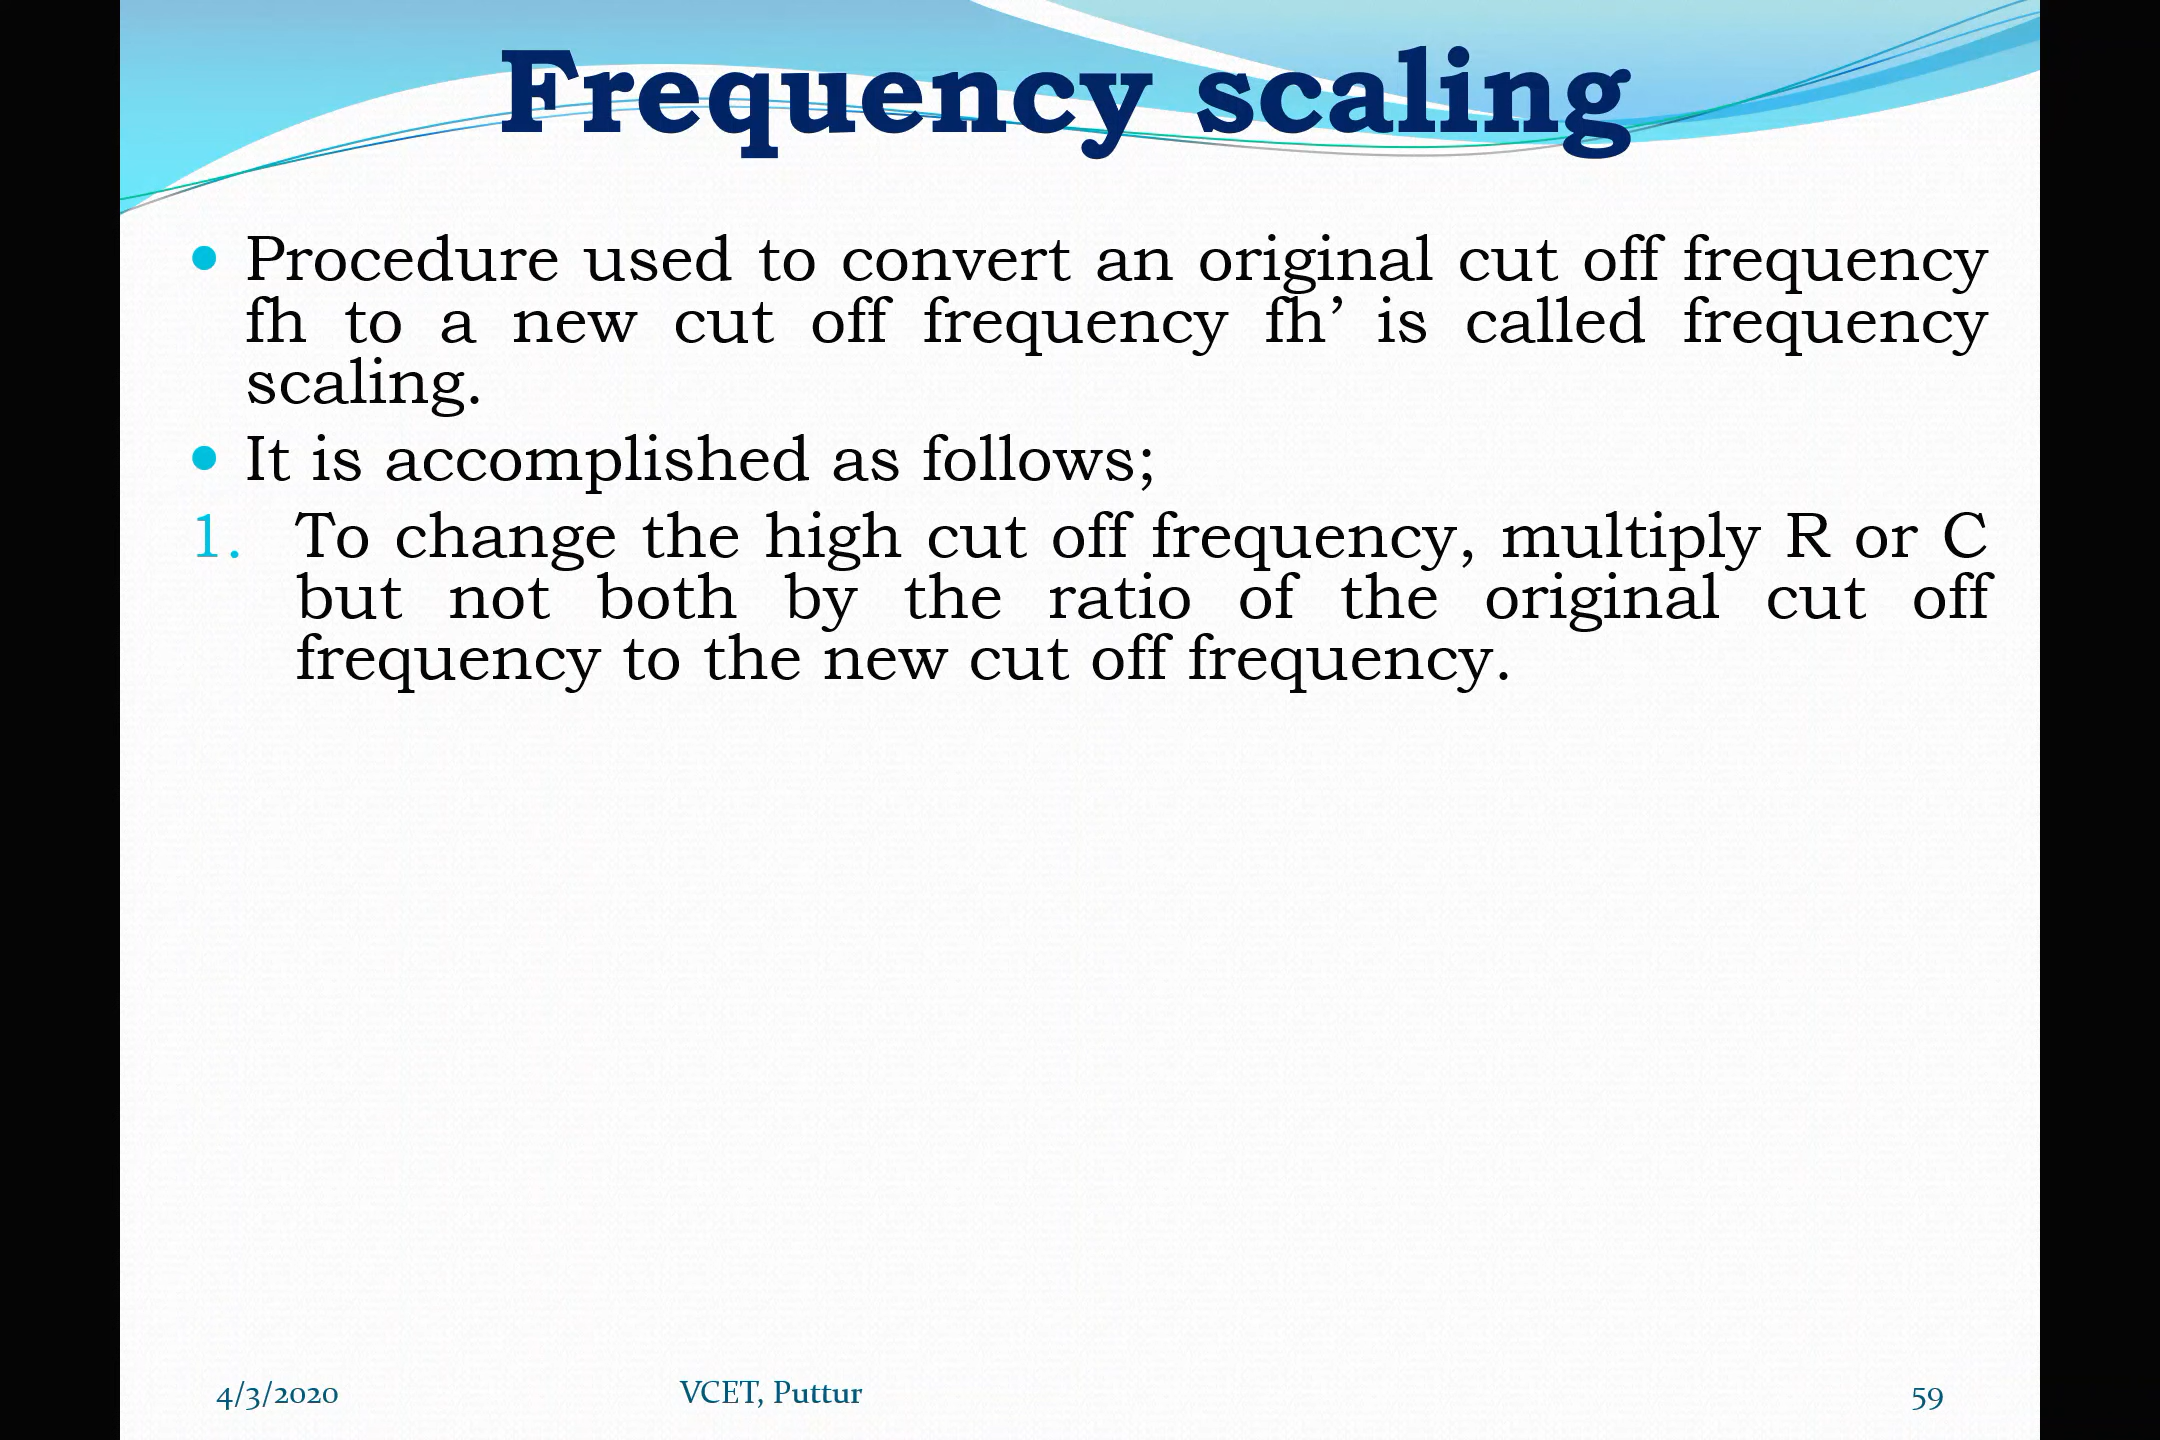 Frequency scaling
• Procedure used to convert an original cut off frequency
fh to a new cut off frequency fh’ is called frequency
scaling.
• It is accomplished as follows;
1. To change the high cut off frequency, multiply R or C
but not both by the ratio of the original cut off
frequency to the new cut off frequency.
4/3/2020 VCET, Puttur 59